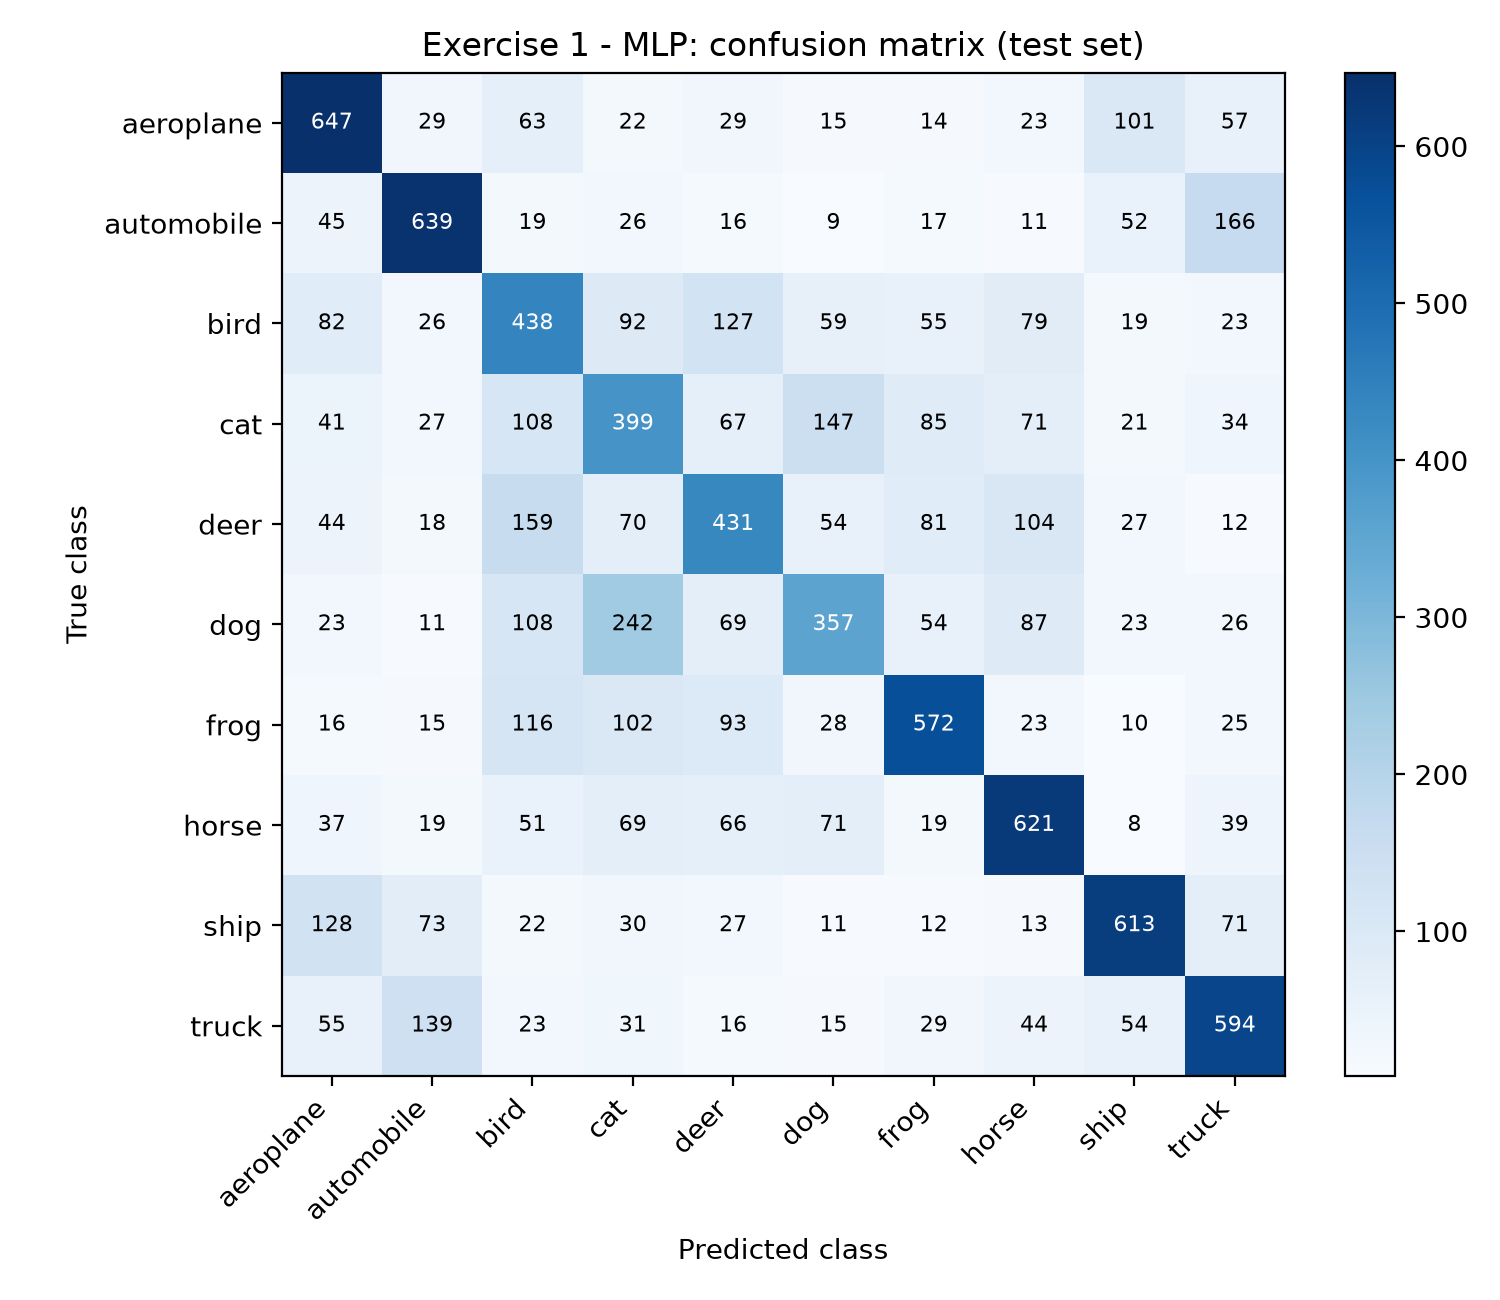 Exercise 1 - MLP: confusion matrix (test set)
aeroplane 647 29 63 22 29 15 14 23 101 57
automobile 45 639 19 26 16 9 17 11 52 166
bird 82 26 438 92 127 59 55 79 19 23
cat 41 27 108 399 67 147 85 71 21 34
deer 44 18 159 70 431 54 81 104 27 12
dog 23 11 108 242 69 357 54 87 23 26
frog 16 15 116 102 93 28 572 23 10 25
horse 37 19 51 69 66 71 19 621 8 39
ship 128 73 22 30 27 11 12 13 613 71
truck 55 139 23 31 16 15 29 44 54 594
True class
aeroplane automobile bird cat deer dog frog horse ship truck
Predicted class
600
500
400
300
200
100